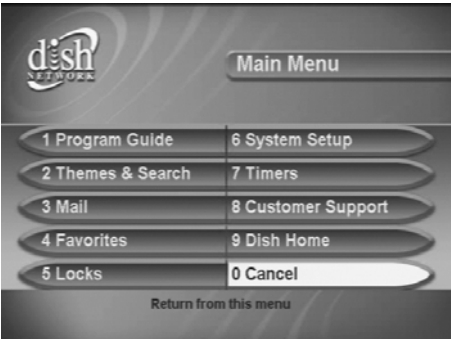 dish
NETWORK
Main Menu
1 Program Guide
2 Themes & Search
3 Mail
4 Favorites
5 Locks
6 System Setup
7 Timers
8 Customer Support
9 Dish Home
0 Cancel
Return from this menu